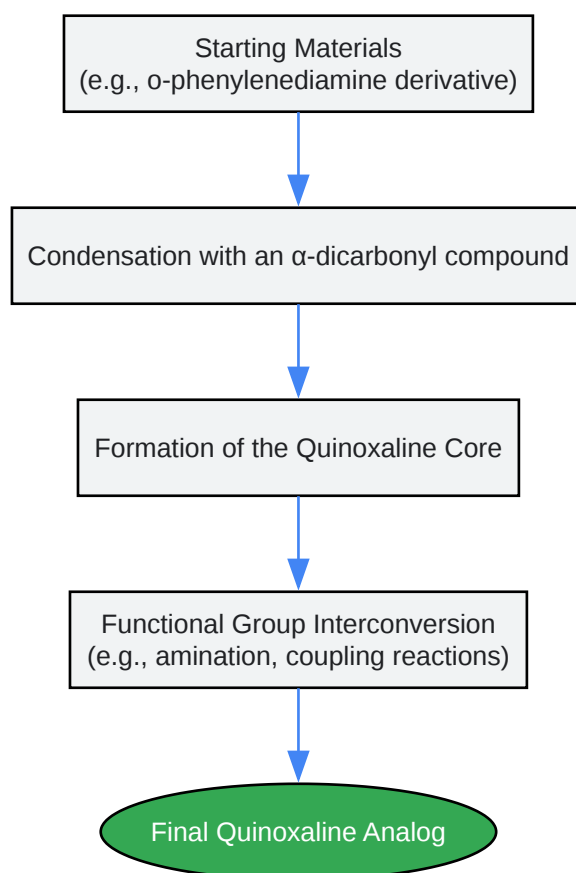 Starting Materials
(e.g., o-phenylenediamine derivative)
Condensation with an α-dicarbonyl compound
Formation of the Quinoxaline Core
Functional Group Interconversion
(e.g., amination, coupling reactions)
Final Quinoxaline Analog